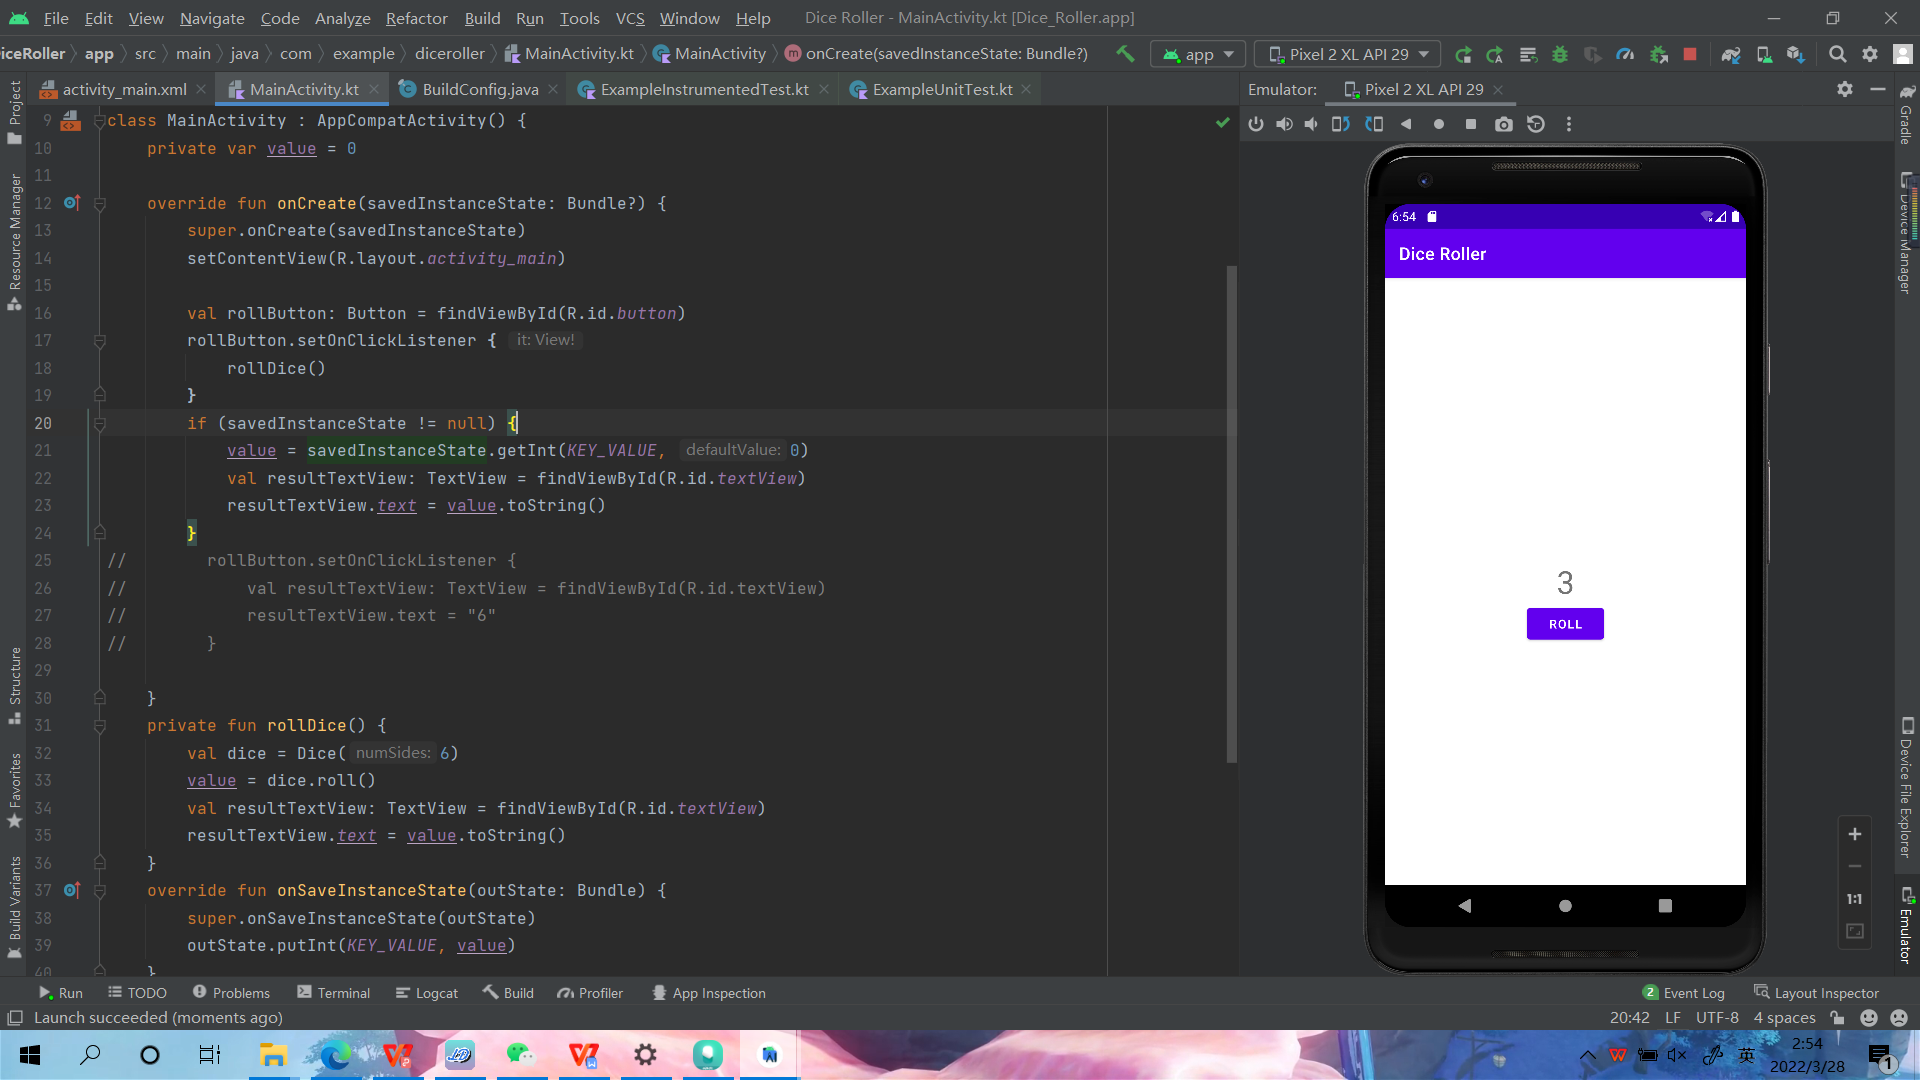 File Edit View Navigate Code Analyze Refactor Build Run Tools VCS Window Help Dice Roller - MainActivity.kt [Dice_Roller.app]
iceRoller app src main java com example diceroller MainActivity.kt MainActivity onCreate(savedInstanceState: Bundle?) app Pixel 2 XL API 29
activity_main.xml MainActivity.kt BuildConfig.java ExampleInstrumentedTest.kt ExampleUnitTest.kt Emulator: Pixel 2 XL API 29
Project
Resource Manager
Structure
Favorites
Build Variants
9 class MainActivity : AppCompatActivity() {
10 private var value = 0
11
12 override fun onCreate(savedInstanceState: Bundle?) {
13 super.onCreate(savedInstanceState)
14 setContentView(R.layout.activity_main)
15
16 val rollButton: Button = findViewById(R.id.button)
17 rollButton.setOnClickListener { it: View!
18 rollDice()
19 }
20 if (savedInstanceState != null) {
21 value = savedInstanceState.getInt(KEY_VALUE, defaultValue: 0)
22 val resultTextView: TextView = findViewById(R.id.textView)
23 resultTextView.text = value.toString()
24 }
25 // rollButton.setOnClickListener {
26 // val resultTextView: TextView = findViewById(R.id.textView)
27 // resultTextView.text = "6"
28 // }
29
30 }
31 private fun rollDice() {
32 val dice = Dice( numSides: 6)
33 value = dice.roll()
34 val resultTextView: TextView = findViewById(R.id.textView)
35 resultTextView.text = value.toString()
36 }
37 override fun onSaveInstanceState(outState: Bundle) {
38 super.onSaveInstanceState(outState)
39 outState.putInt(KEY_VALUE, value)
40 }
6:54
Dice Roller
3
ROLL
1:1
Gradle
Device Manager
Device File Explorer
Emulator
Run TODO Problems Terminal Logcat Build Profiler App Inspection 2 Event Log Layout Inspector
Launch succeeded (moments ago) 20:42 LF UTF-8 4 spaces
英 2:54
2022/3/28 1